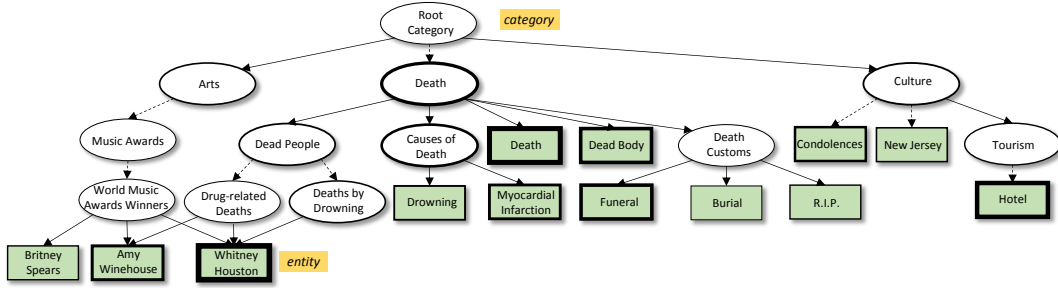 Root
Category
category
Arts
Death
Culture
Music Awards
Dead People
Causes of
Death
Death
Dead Body
Death
Customs
Condolences
New Jersey
Tourism
World Music
Awards Winners
Drug-related
Deaths
Deaths by
Drowning
Drowning
Myocardial
Infarction
Funeral
Burial
R.I.P.
Hotel
Britney
Spears
Amy
Winehouse
Whitney
Houston
entity